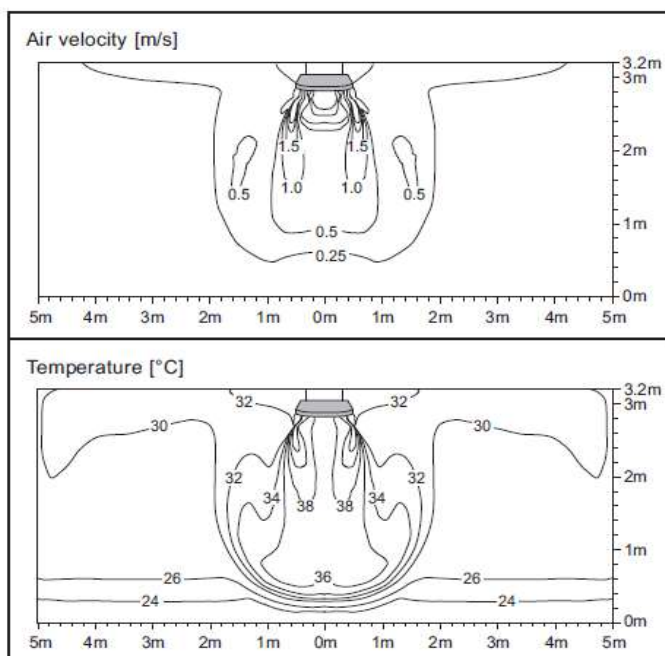 Air velocity [m/s]
3.2m
3m
1.5 1.5
2m
1.0 1.0
0.5 0.5
1m
0.5
0.25
0m
5m 4m 3m 2m 1m 0m 1m 2m 3m 4m 5m
Temperature [°C]
3.2m
32 32
3m
30 30
32 32
2m
34 34
38 38
1m
36
26 26
24 24
0m
5m 4m 3m 2m 1m 0m 1m 2m 3m 4m 5m